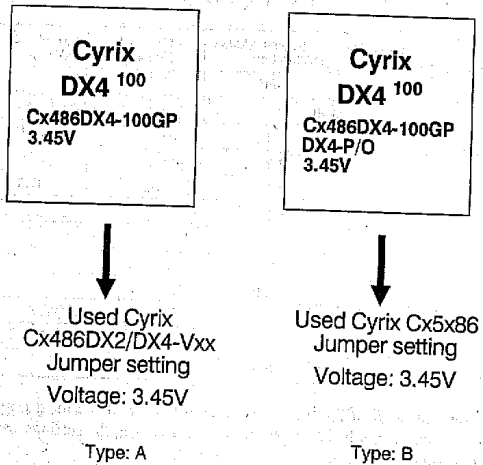 Cyrix
DX4 100
Cx486DX4-100GP
3.45V
Used Cyrix
Cx486DX2/DX4-Vxx
Jumper setting
Voltage: 3.45V
Type: A
Cyrix
DX4 100
Cx486DX4-100GP
DX4-P/O
3.45V
Used Cyrix Cx5x86
Jumper setting
Voltage: 3.45V
Type: B